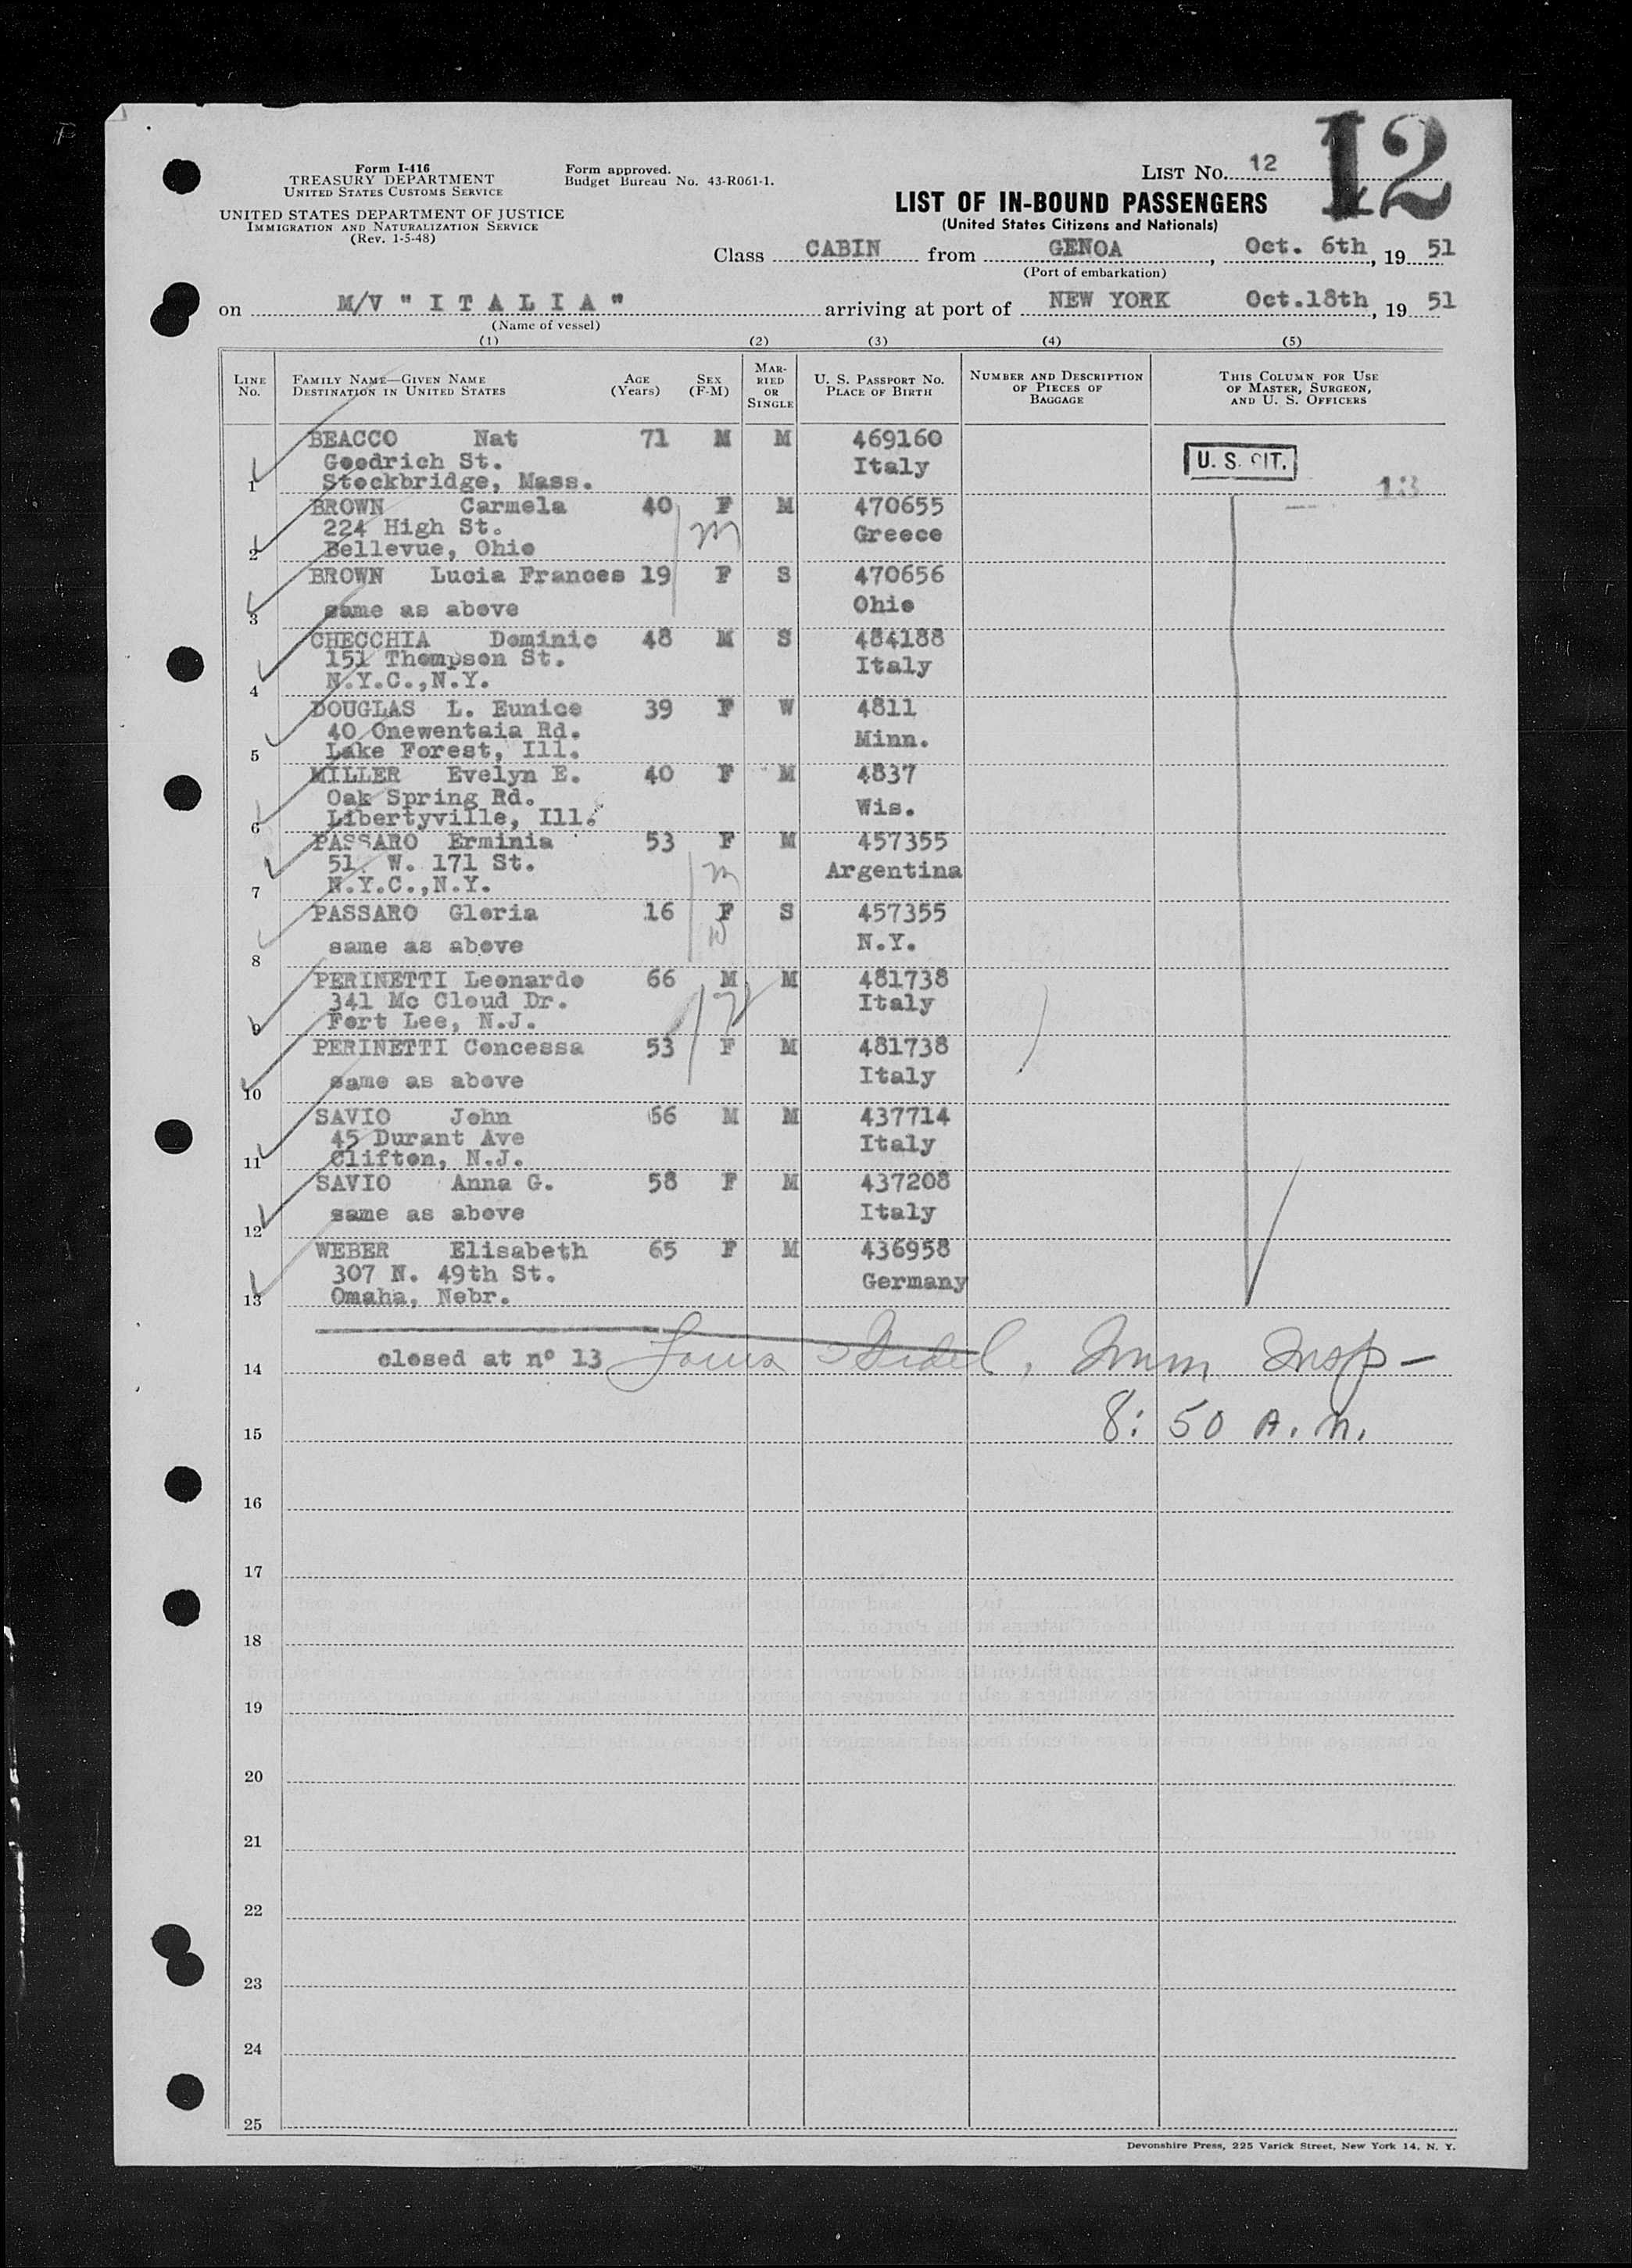 12
Form I-416
TREASURY DEPARTMENT
UNITED STATES CUSTOMS SERVICE
Form approved.
Budget Bureau No. 43-R061-1.
LIST No. 12
UNITED STATES DEPARTMENT OF JUSTICE
IMMIGRATION AND NATURALIZATION SERVICE
(Rev. 1-5-48)
LIST OF IN-BOUND PASSENGERS
(United States Citizens and Nationals)
Class CABIN from GENOA, Oct. 6th, 19 51
(Port of embarkation)
on M/V " I T A L I A " arriving at port of NEW YORK Oct.18th, 19 51
(Name of vessel)
(1) (2) (3) (4) (5)
LINE No. FAMILY NAME—GIVEN NAME DESTINATION IN UNITED STATES AGE (Years) SEX (F-M) MARRIED OR SINGLE U. S. PASSPORT No. PLACE OF BIRTH NUMBER AND DESCRIPTION OF PIECES OF BAGGAGE THIS COLUMN FOR USE OF MASTER, SURGEON, AND U. S. OFFICERS
BEACCO Nat 71 M M 469160
Goodrich St. Italy U. S. CIT.
1 Stockbridge, Mass. 13
BROWN Carmela 40 F M 470655
224 High St. Greece
2 Bellevue, Ohio
BROWN Lucia Frances 19 F S 470656
3 same as above Ohio
CHECCHIA Dominic 48 M S 484188
151 Thompson St. Italy
4 N.Y.C.,N.Y.
DOUGLAS L. Eunice 39 F W 4811
40 Onewentaia Rd. Minn.
5 Lake Forest, Ill.
MILLER Evelyn E. 40 F M 4837
Oak Spring Rd. Wis.
6 Libertyville, Ill.
PASSARO Erminia 53 F M 457355
51 W. 171 St. Argentina
7 N.Y.C.,N.Y.
PASSARO Gloria 16 F S 457355
8 same as above N.Y.
PERINETTI Leonardo 66 M M 481738
341 Mc Cloud Dr. Italy
9 Fort Lee, N.J.
PERINETTI Concessa 53 F M 481738
10 same as above Italy
SAVIO John 66 M M 437714
45 Durant Ave Italy
11 Clifton, N.J.
SAVIO Anna G. 58 F M 437208
12 same as above Italy
WEBER Elisabeth 65 F M 436958
307 N. 49th St. Germany
13 Omaha, Nebr.
14 closed at nº 13 Louis , Imm Insp-
15 8:50 A.M.
16
17
18
19
20
21
22
23
24
25
Devonshire Press, 225 Varick Street, New York 14, N. Y.